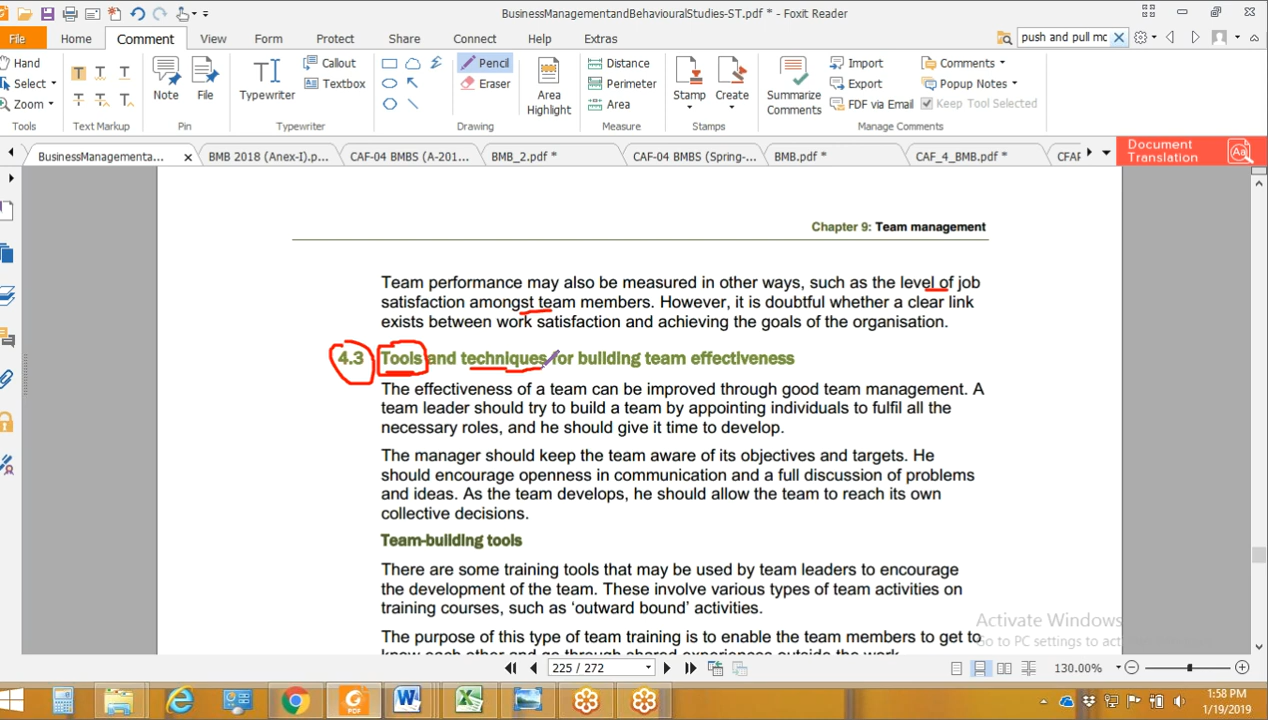 BusinessManagementandBehaviouralStudies-ST.pdf * - Foxit Reader
File Home Comment View Form Protect Share Connect Help Extras push and pull mc
Hand
Select
Zoom
Tools
Text Markup
Note
File
Pin
Typewriter
Callout
Textbox
Typewriter
Pencil
Eraser
Area Highlight
Drawing
Distance
Perimeter
Area
Measure
Stamp
Create
Stamps
Summarize Comments
Import
Export
FDF via Email
Comments
Popup Notes
Keep Tool Selected
Manage Comments
BusinessManagementa... BMB 2018 (Anex-I).p... CAF-04 BMBS (A-201... BMB_2.pdf * CAF-04 BMBS (Spring-... BMB.pdf * CAF_4_BMB.pdf * CFAF
Document Translation
Chapter 9: Team management
Team performance may also be measured in other ways, such as the level of job
satisfaction amongst team members. However, it is doubtful whether a clear link
exists between work satisfaction and achieving the goals of the organisation.
4.3 Tools and techniques for building team effectiveness
The effectiveness of a team can be improved through good team management. A
team leader should try to build a team by appointing individuals to fulfil all the
necessary roles, and he should give it time to develop.
The manager should keep the team aware of its objectives and targets. He
should encourage openness in communication and a full discussion of problems
and ideas. As the team develops, he should allow the team to reach its own
collective decisions.
Team-building tools
There are some training tools that may be used by team leaders to encourage
the development of the team. These involve various types of team activities on
training courses, such as ‘outward bound’ activities.
The purpose of this type of team training is to enable the team members to get to
know each other and go through shared experiences outside the work
Activate Windows
Go to PC settings to act
225 / 272
130.00%
1:58 PM
1/19/2019